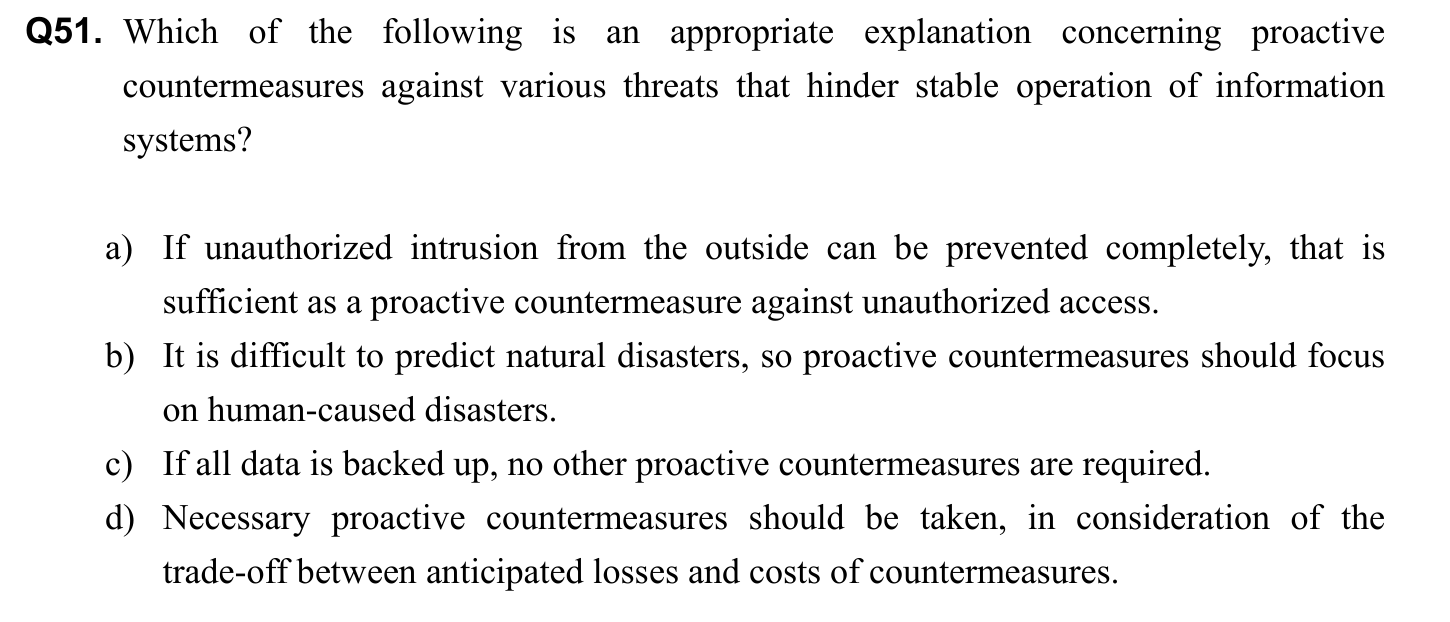 Q51. Which of the following is an appropriate explanation concerning proactive
countermeasures against various threats that hinder stable operation of information
systems?
a) If unauthorized intrusion from the outside can be prevented completely, that is
sufficient as a proactive countermeasure against unauthorized access.
b) It is difficult to predict natural disasters, so proactive countermeasures should focus
on human-caused disasters.
c) If all data is backed up, no other proactive countermeasures are required.
d) Necessary proactive countermeasures should be taken, in consideration of the
trade-off between anticipated losses and costs of countermeasures.